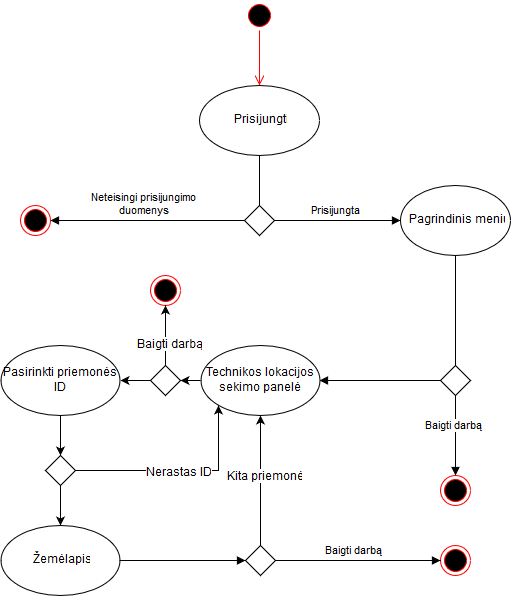 Prisijungt
Neteisingi prisijungimo
duomenys
Prisijungta
Pagrindinis meniu
Baigti darbą
Pasirinkti priemonės
ID
Technikos lokacijos
sekimo panelė
Baigti darbą
Nerastas ID
Kita priemonė
Žemėlapis
Baigti darbą